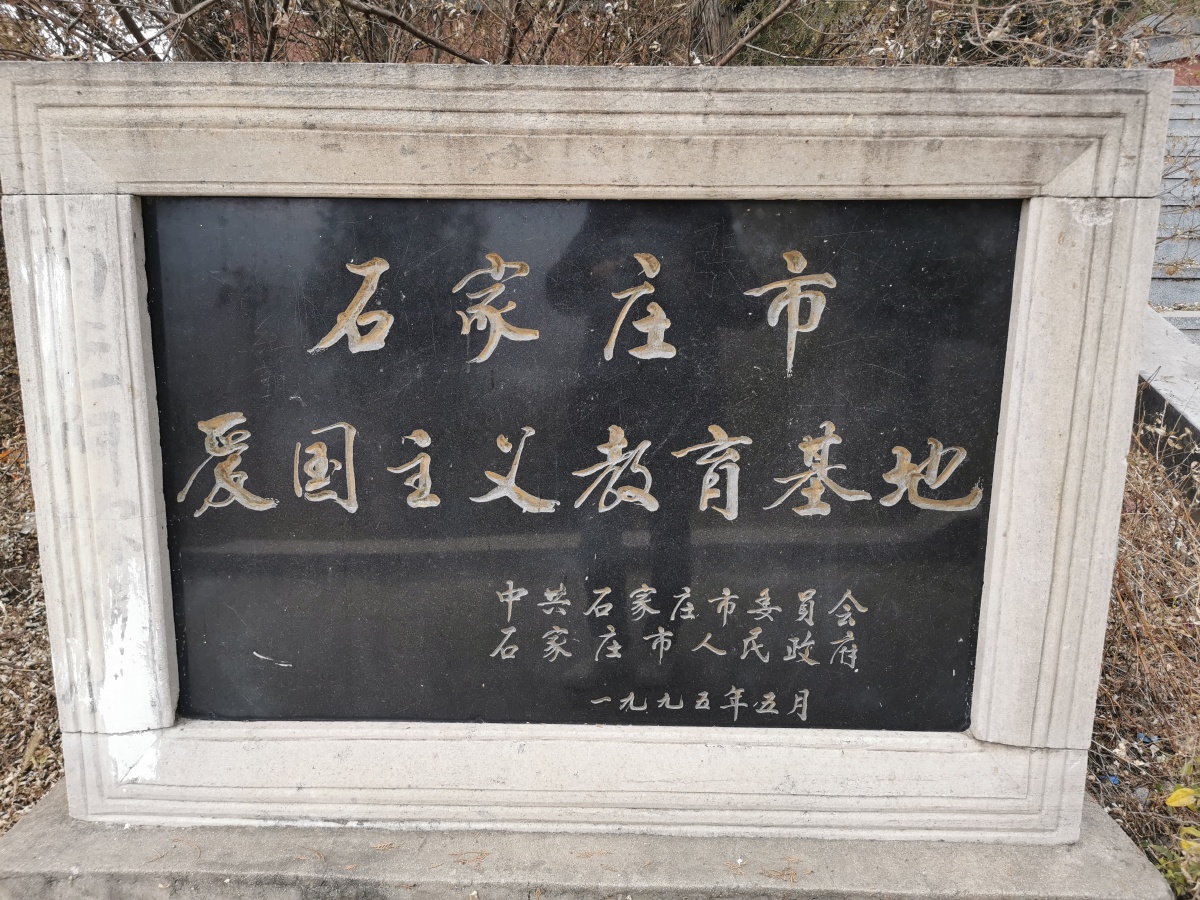 石家庄市
爱国主义教育基地
中共石家庄市委员会
石家庄市人民政府
一九九五年五月